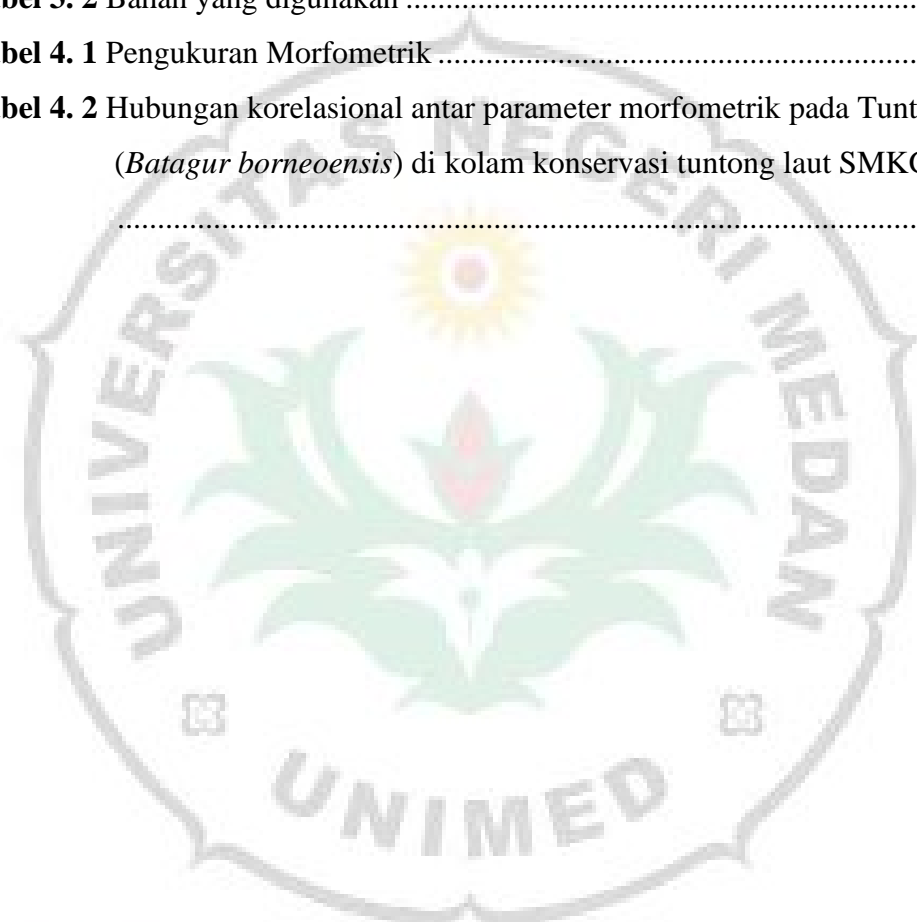 bel 3. 2 Bahan yang digunakan ....................................................................
bel 4. 1 Pengukuran Morfometrik ................................................................
bel 4. 2 Hubungan korelasional antar parameter morfometrik pada Tunt
(Batagur borneoensis) di kolam konservasi tuntong laut SMK
....................................................................................................
UNIVERSITAS NEGERI MEDAN
UNIMED